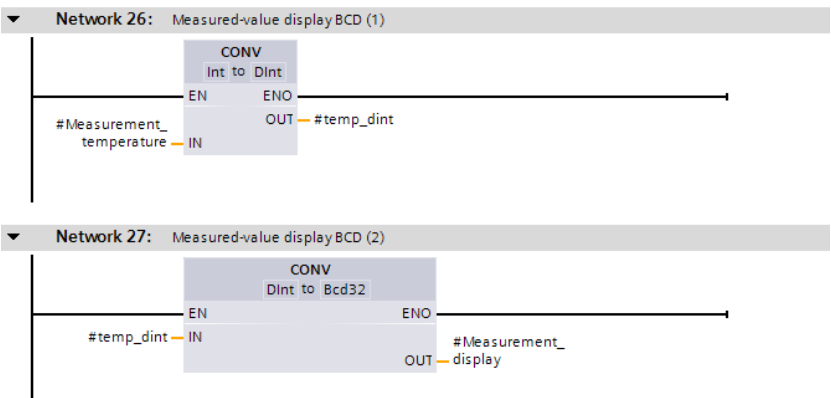 Network 26: Measured-value display BCD (1)
CONV
Int to DInt
EN ENO
OUT #temp_dint
#Measurement_
temperature IN
Network 27: Measured-value display BCD (2)
CONV
DInt to Bcd32
EN ENO
#temp_dint IN
#Measurement_
OUT display